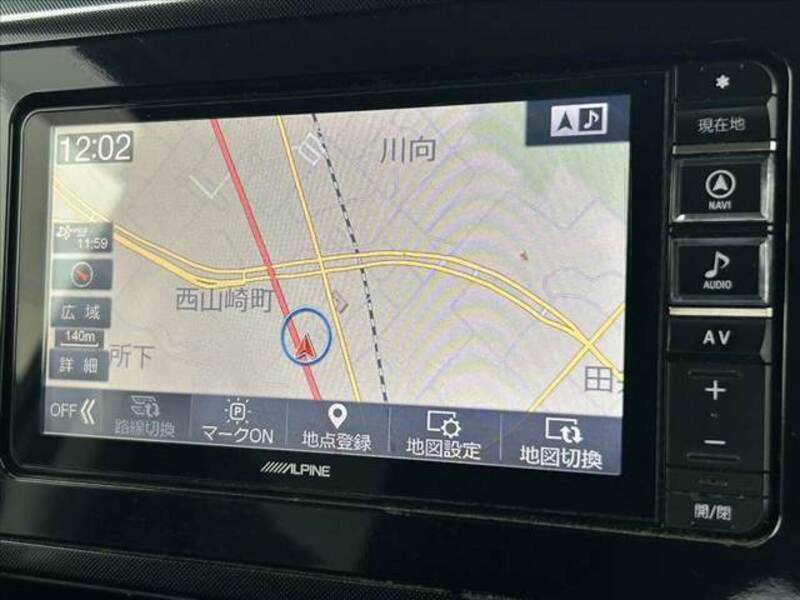 12:02
川向
11:59
西山崎町
広域
140m
所下
詳細
田
OFF
路線切換
P
マークON
地点登録
地図設定
地図切換
ALPINE
*
現在地
NAVI
AUDIO
AV
+
−
開/閉